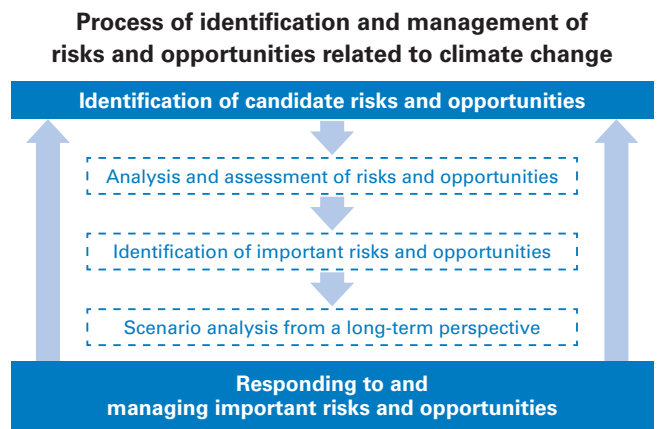 Process of identification and management of
risks and opportunities related to climate change
Identification of candidate risks and opportunities
Analysis and assessment of risks and opportunities
Identification of important risks and opportunities
Scenario analysis from a long-term perspective
Responding to and
managing important risks and opportunities